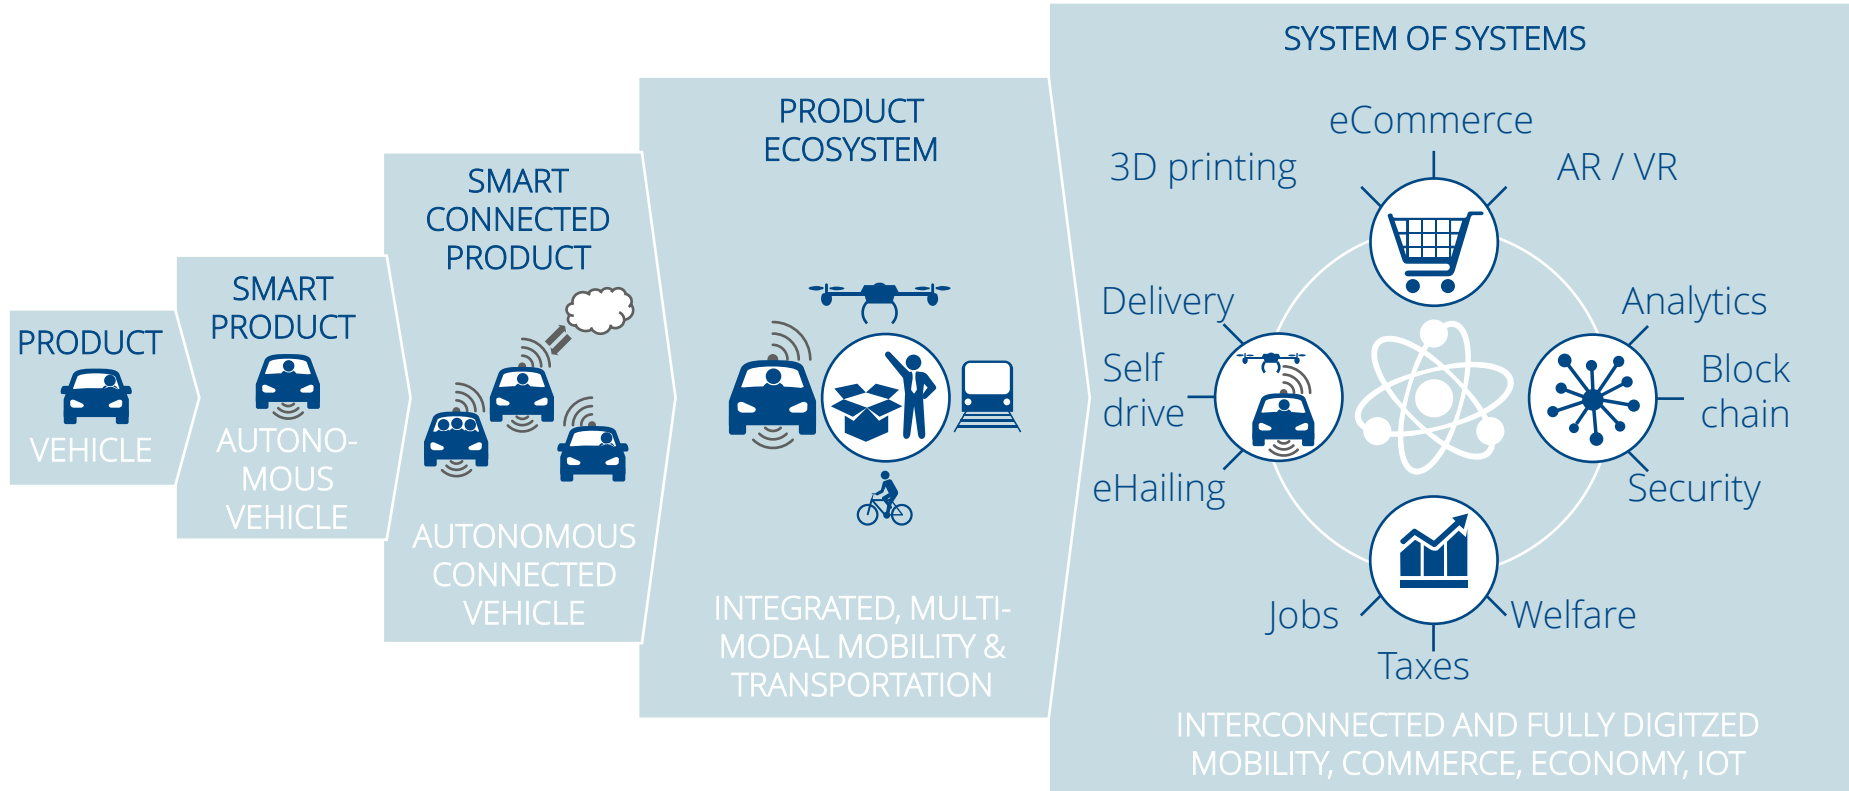 PRODUCT
VEHICLE
SMART
PRODUCT
AUTONO-
MOUS
VEHICLE
SMART
CONNECTED
PRODUCT
AUTONOMOUS
CONNECTED
VEHICLE
PRODUCT
ECOSYSTEM
INTEGRATED, MULTI-
MODAL MOBILITY &
TRANSPORTATION
SYSTEM OF SYSTEMS
eCommerce
3D printing
AR / VR
Delivery
Self
drive
eHailing
Analytics
Block
chain
Security
Jobs
Taxes
Welfare
INTERCONNECTED AND FULLY DIGITZED
MOBILITY, COMMERCE, ECONOMY, IOT